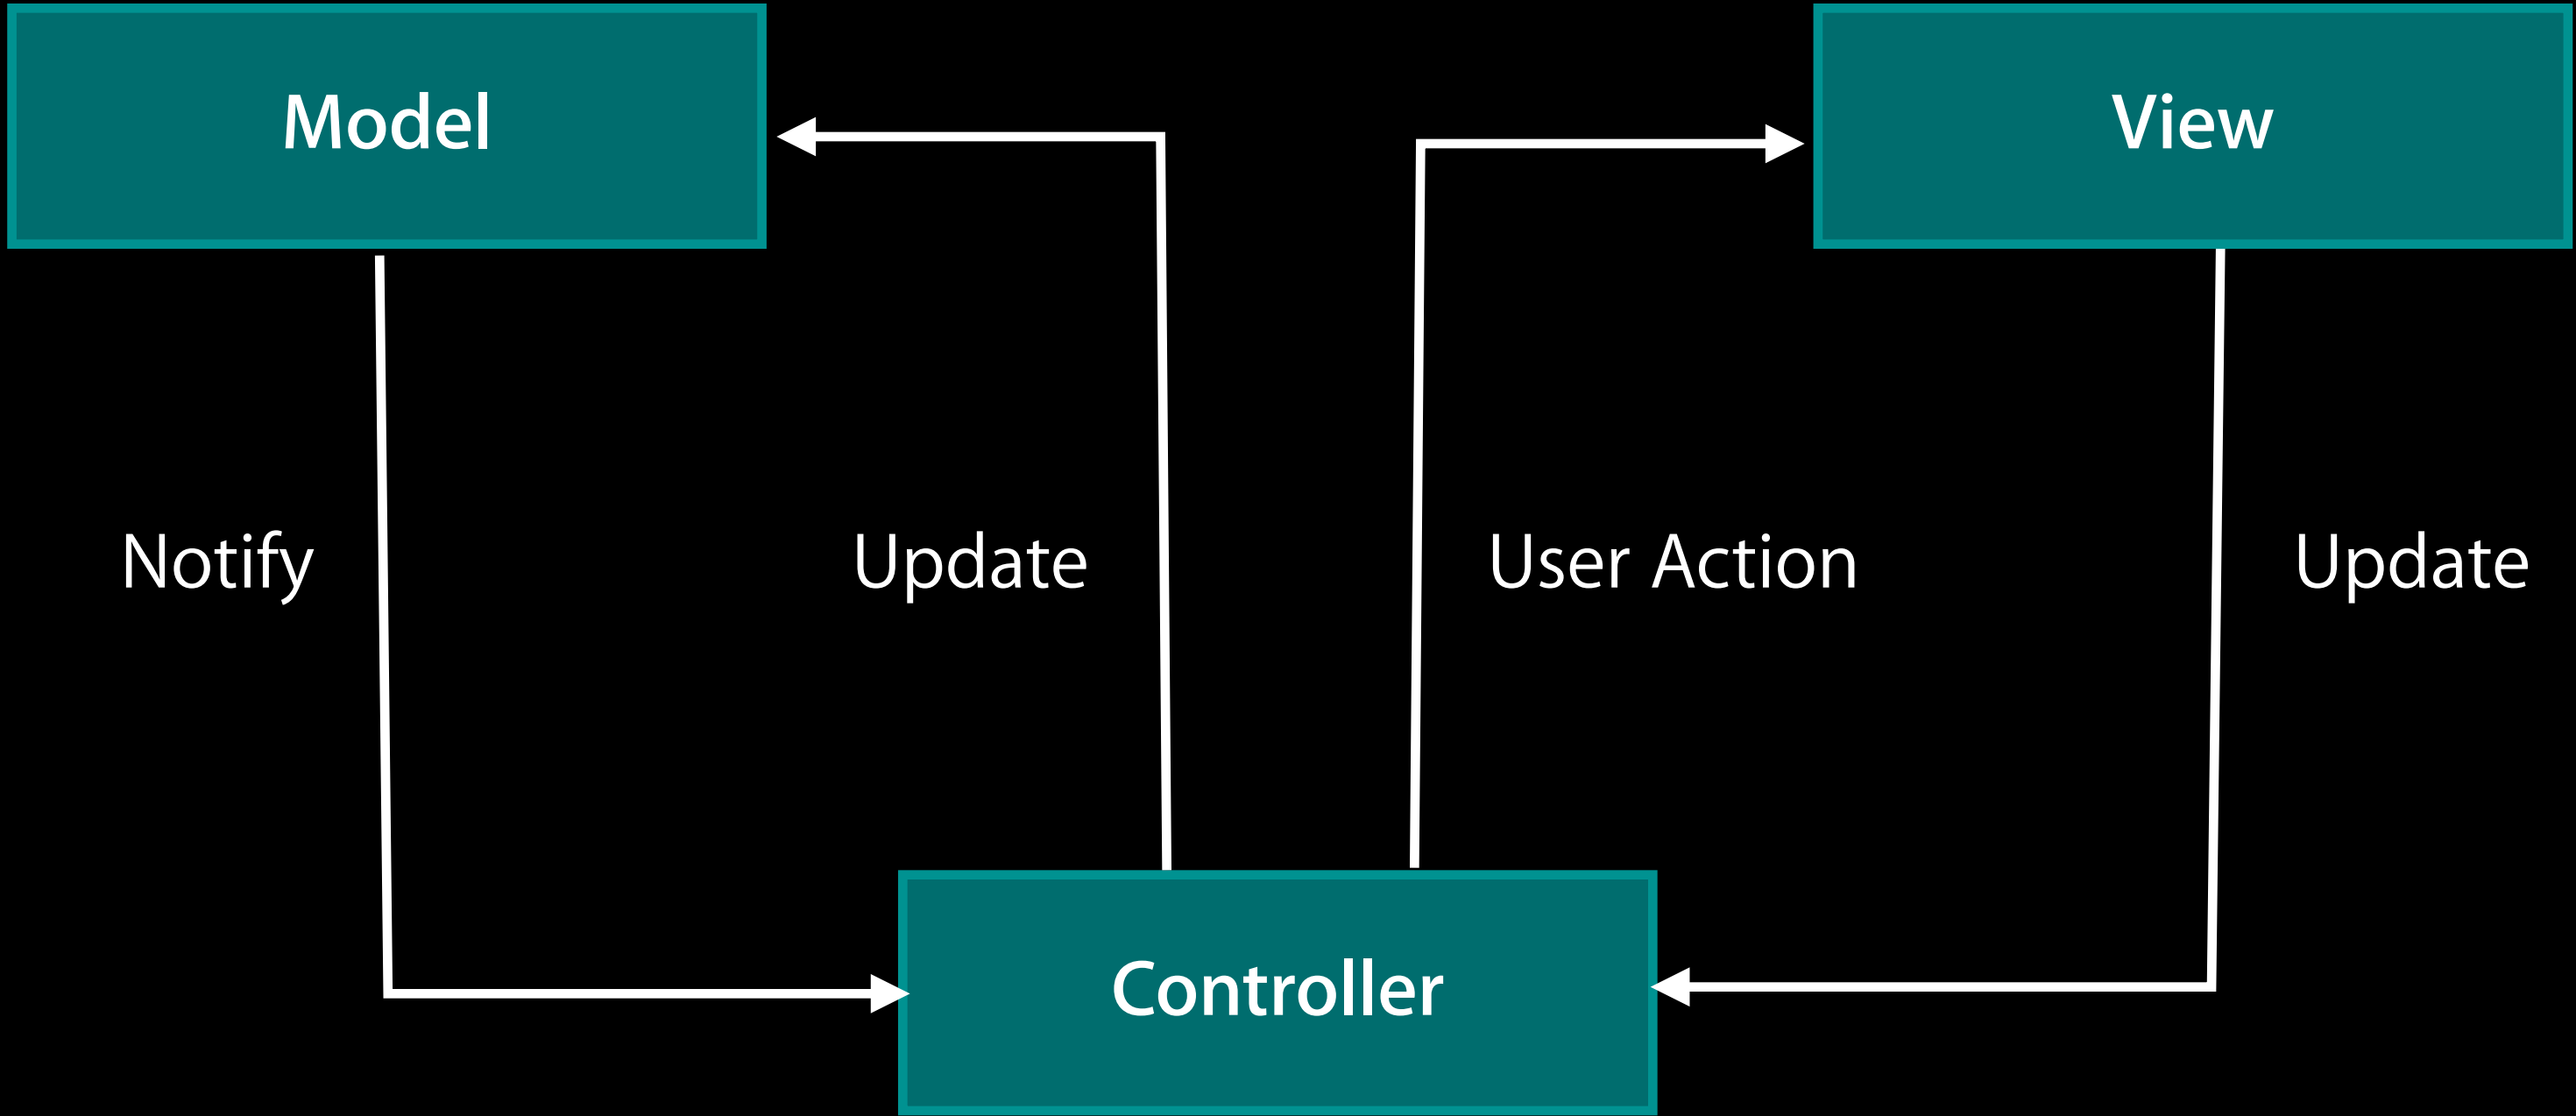 Model
View
Notify
Update
User Action
Update
Controller